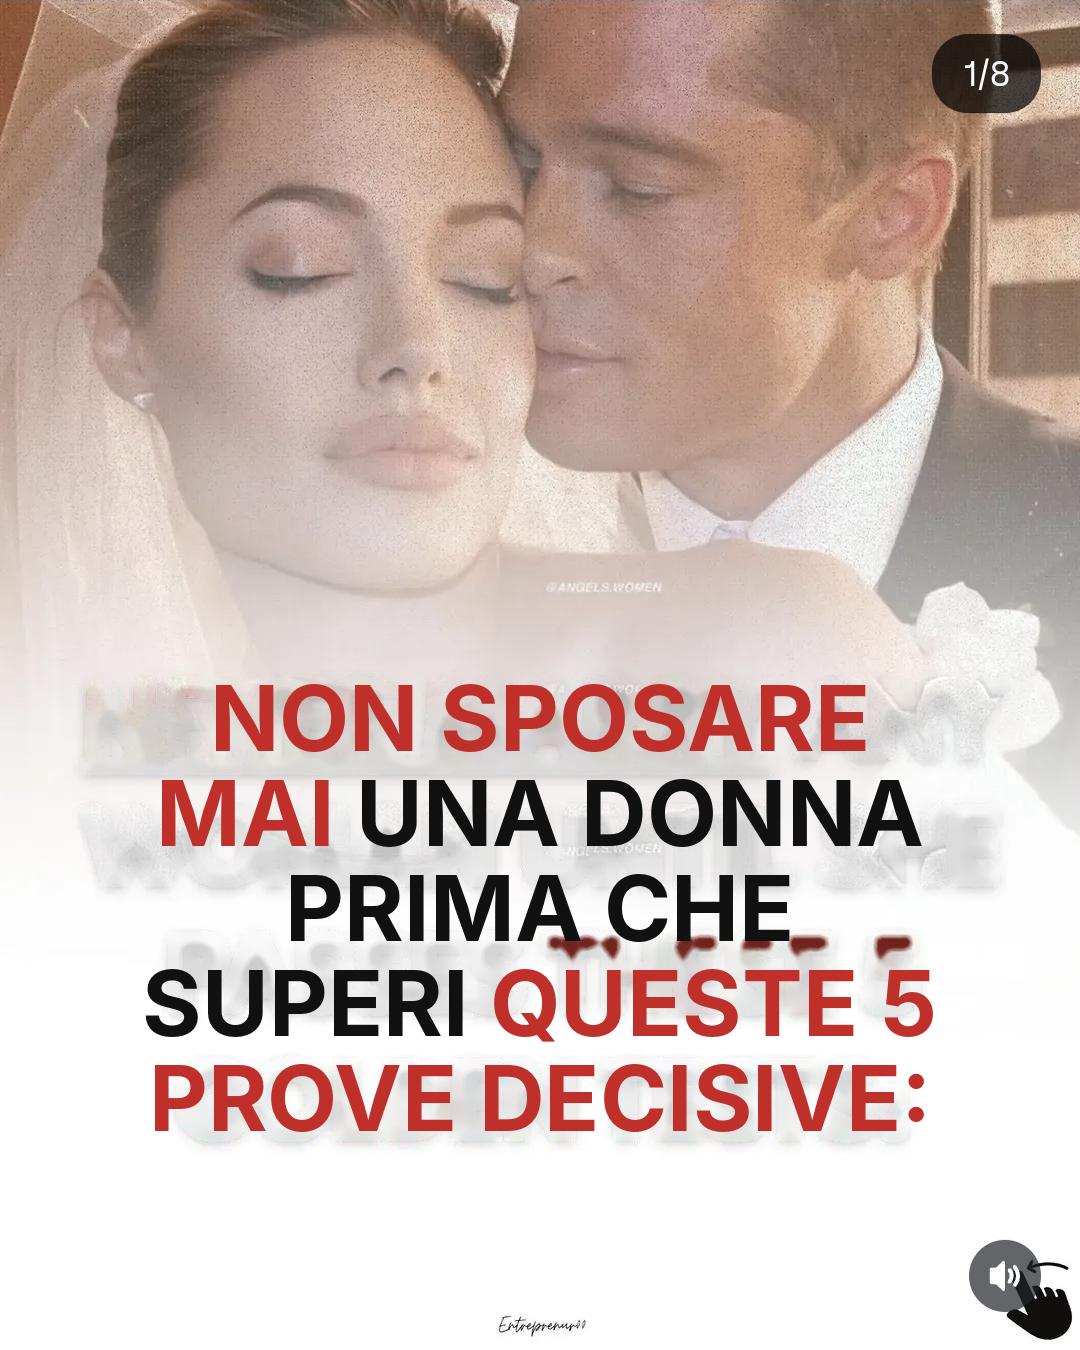 1/8
@ANGELS.WOMEN
NON SPOSARE
MAI UNA DONNA
PRIMA CHE
SUPERI QUESTE 5
PROVE DECISIVE:
Entreprenur